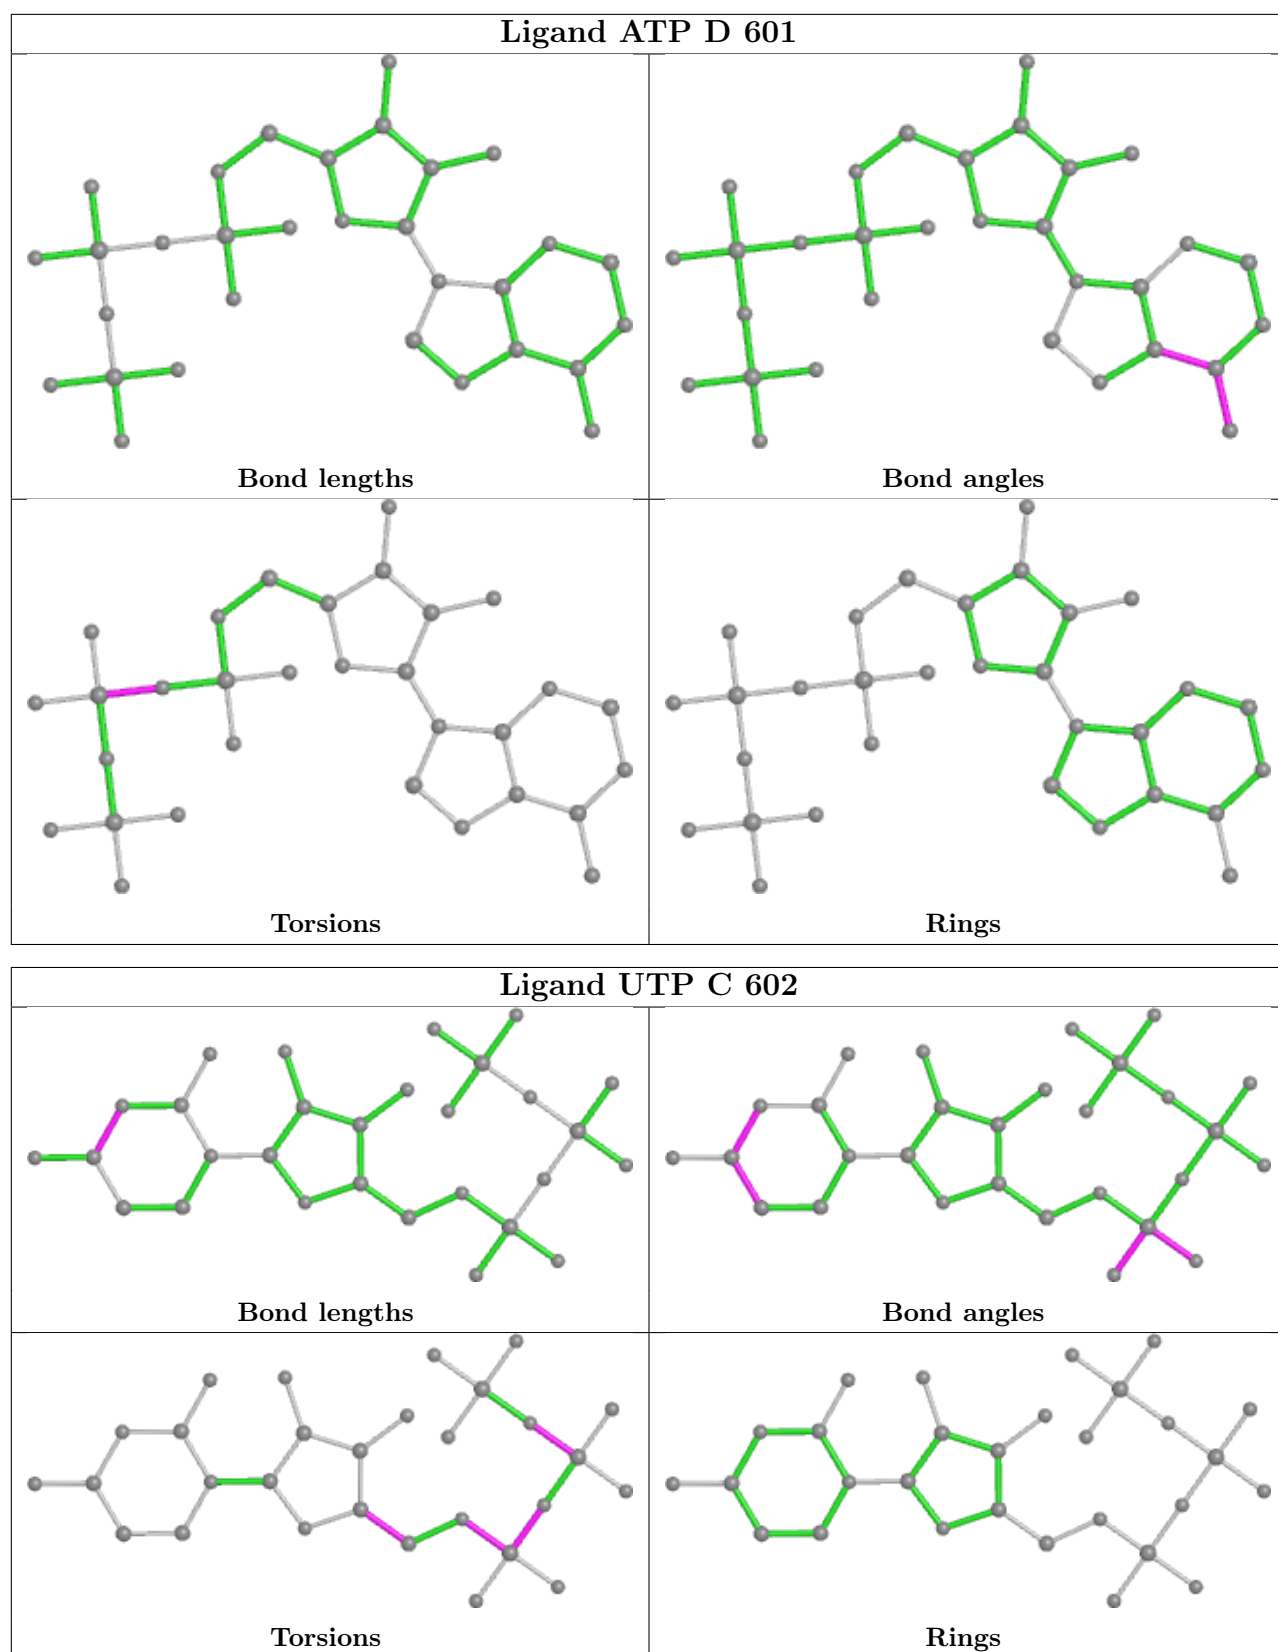 Ligand ATP D 601
Bond lengths
Bond angles
Torsions
Rings
Ligand UTP C 602
Bond lengths
Bond angles
Torsions
Rings